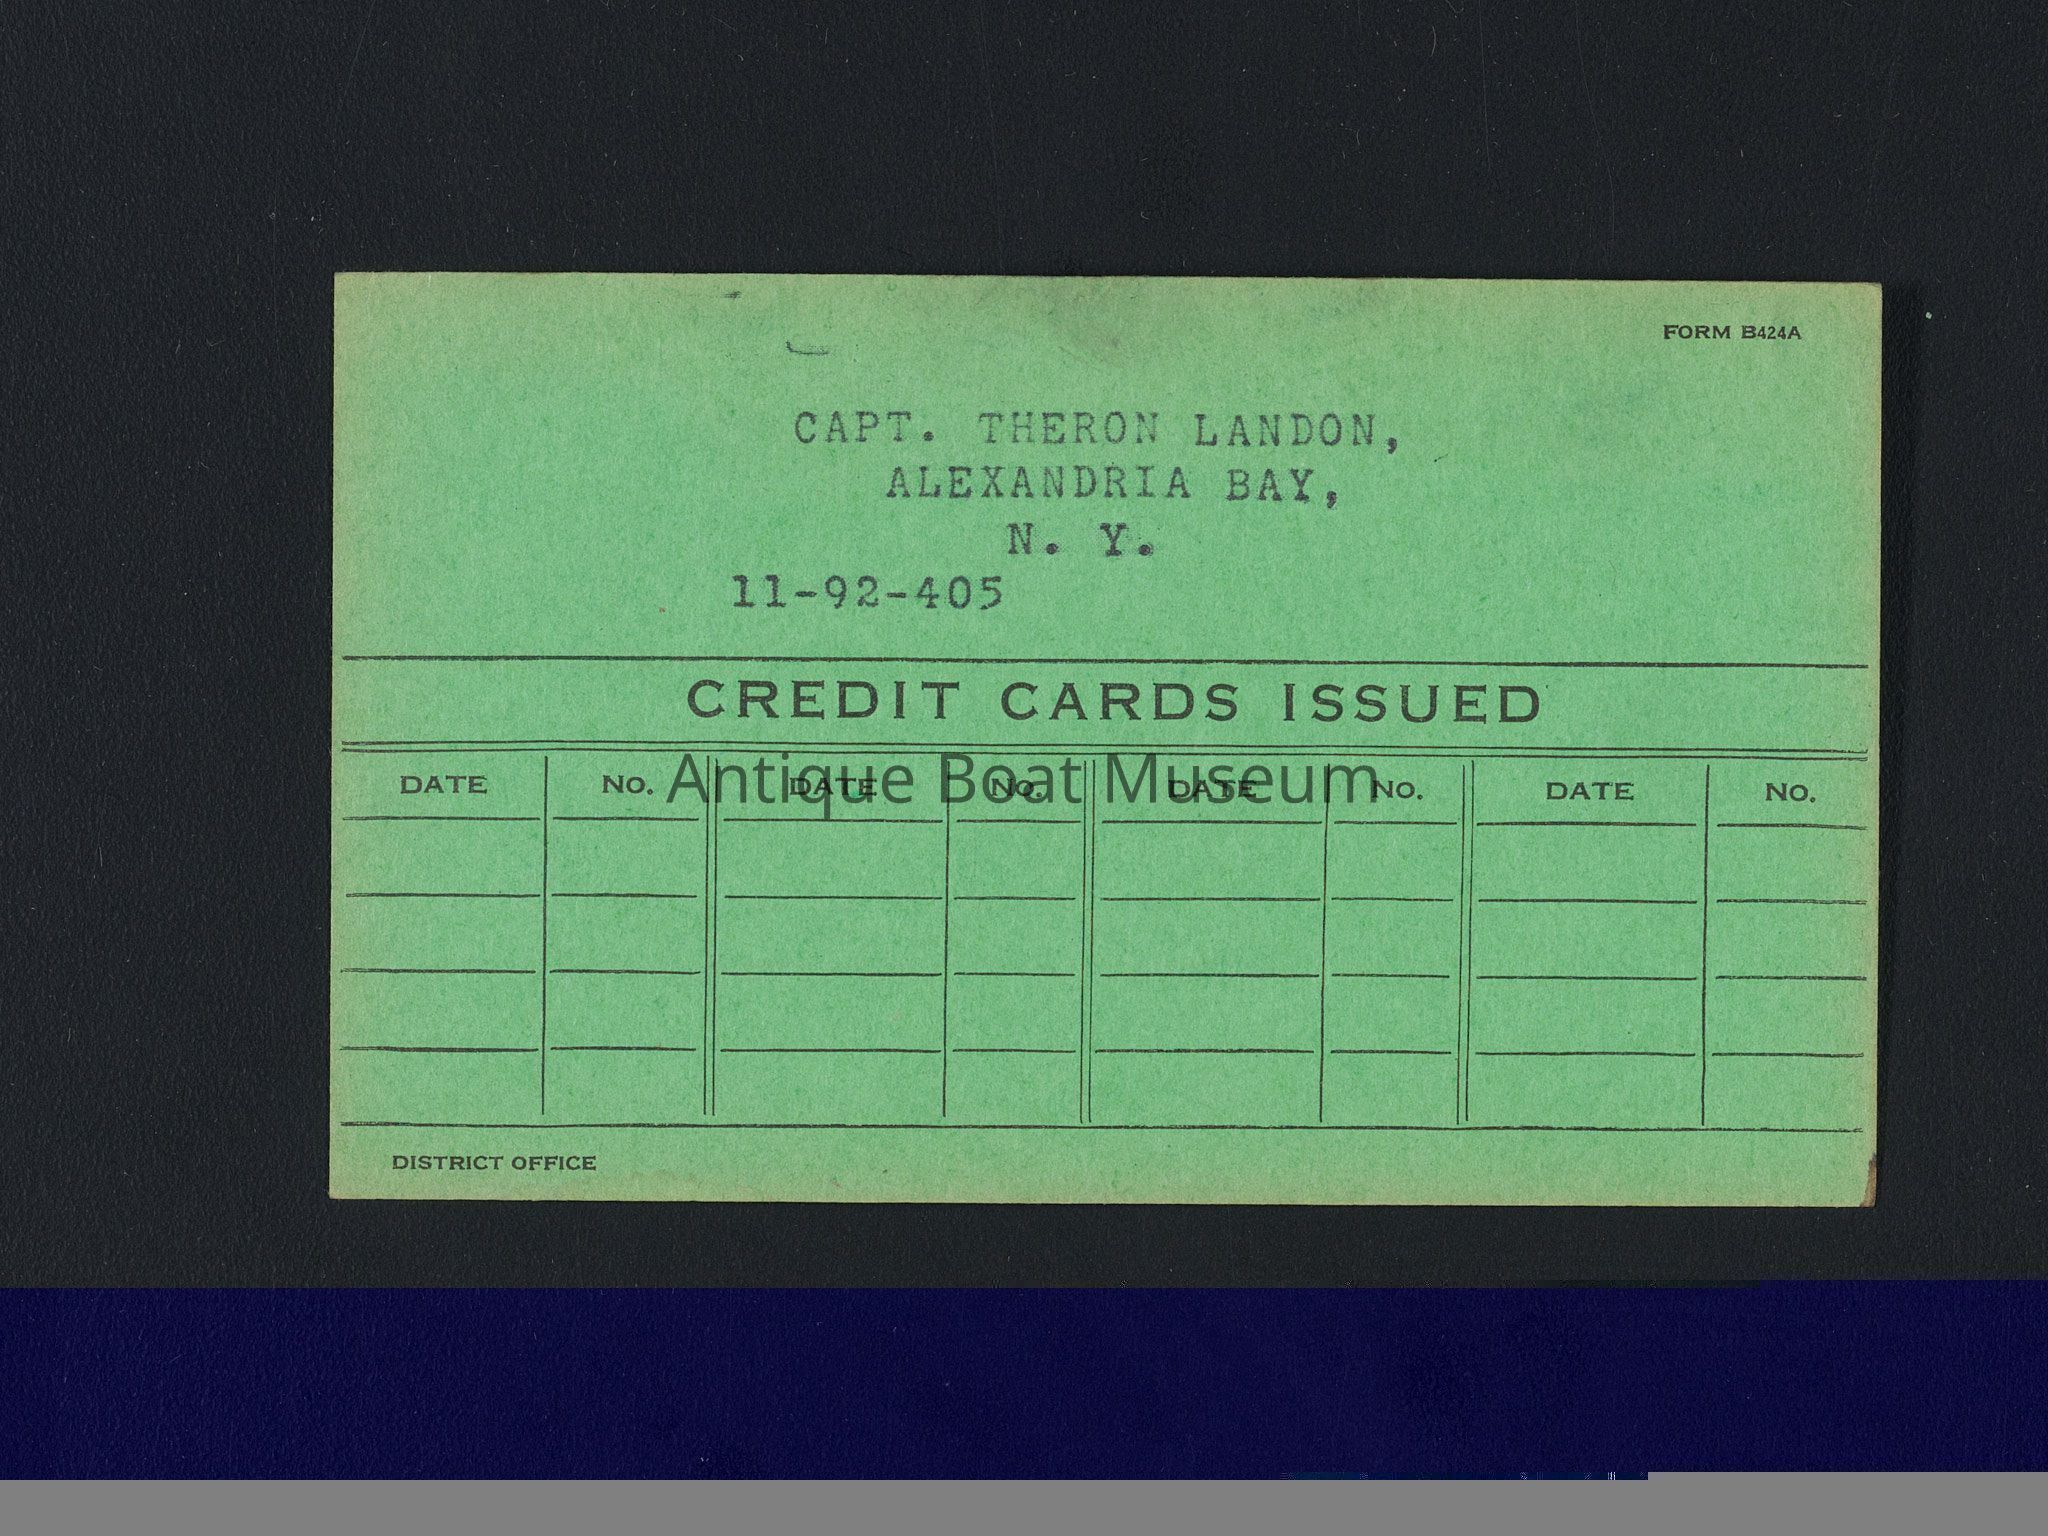 FORM B424A
CAPT. THERON LANDON,
ALEXANDRIA BAY,
N. Y.
11-92-405
CREDIT CARDS ISSUED
DATE No. DATE No. DATE No. DATE No.
Antique Boat Museum
DISTRICT OFFICE